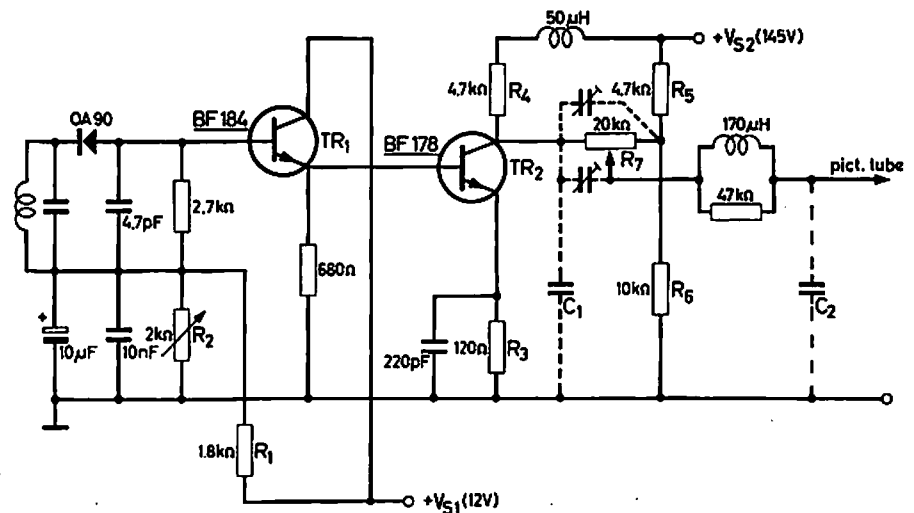 50µH
+V_S2 (145V)
4.7kΩ R4
4.7kΩ R5
OA90
BF184
TR1
BF178
TR2
20kΩ
R7
170µH
pict. tube
47kΩ
4.7pF
2.7kΩ
680Ω
+
10µF
10nF
2kΩ R2
220pF
120Ω R3
C1
10kΩ R6
C2
1.8kΩ R1
+V_S1 (12V)